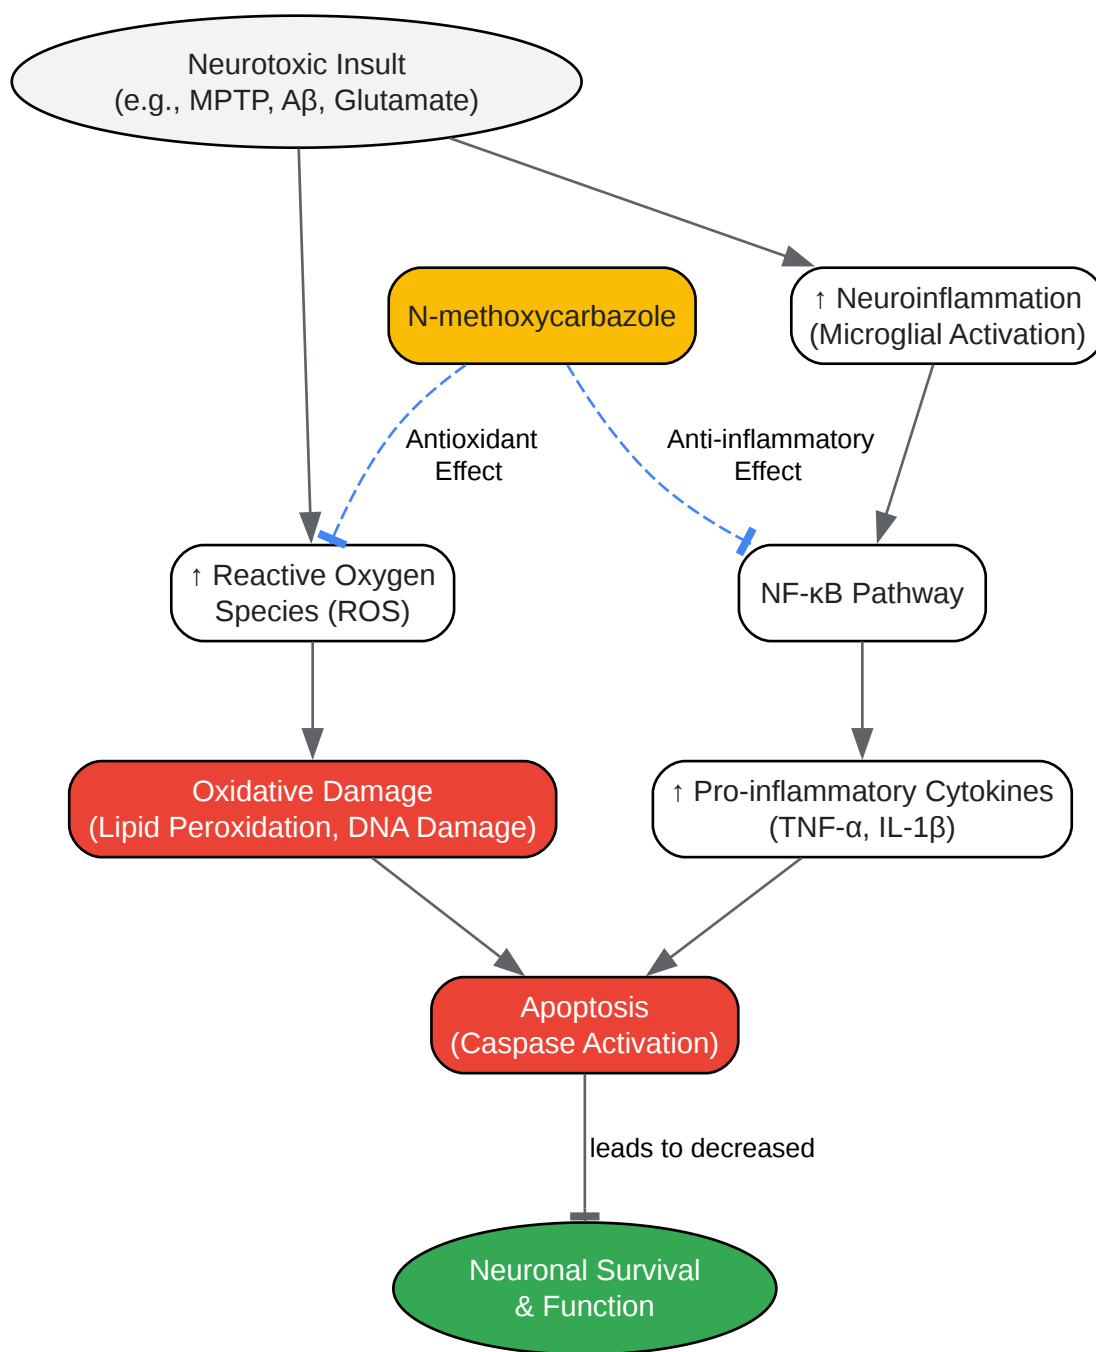 Neurotoxic Insult
(e.g., MPTP, Aβ, Glutamate)
N-methoxycarbazole
↑ Neuroinflammation
(Microglial Activation)
Antioxidant
Effect
Anti-inflammatory
Effect
↑ Reactive Oxygen
Species (ROS)
NF-κB Pathway
Oxidative Damage
(Lipid Peroxidation, DNA Damage)
↑ Pro-inflammatory Cytokines
(TNF-α, IL-1β)
Apoptosis
(Caspase Activation)
leads to decreased
Neuronal Survival
& Function